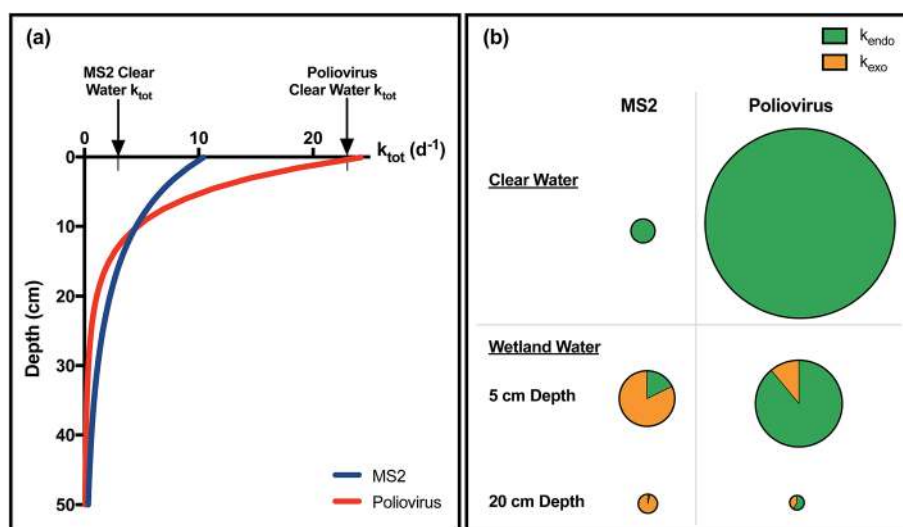 (a)
MS2 Clear
Water k_tot
Poliovirus
Clear Water k_tot
0 10 20 k_tot (d⁻¹)
0
10
20
30
40
50
Depth (cm)
MS2
Poliovirus
(b)
k_endo
k_exo
MS2 Poliovirus
Clear Water
Wetland Water
5 cm Depth
20 cm Depth